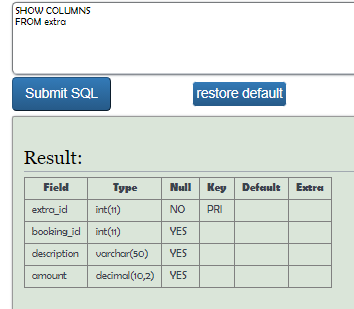 SHOW COLUMNS
FROM extra
Submit SQL restore default
Result:
Field Type Null Key Default Extra
extra_id int(11) NO PRI
booking_id int(11) YES
description varchar(50) YES
amount decimal(10,2) YES